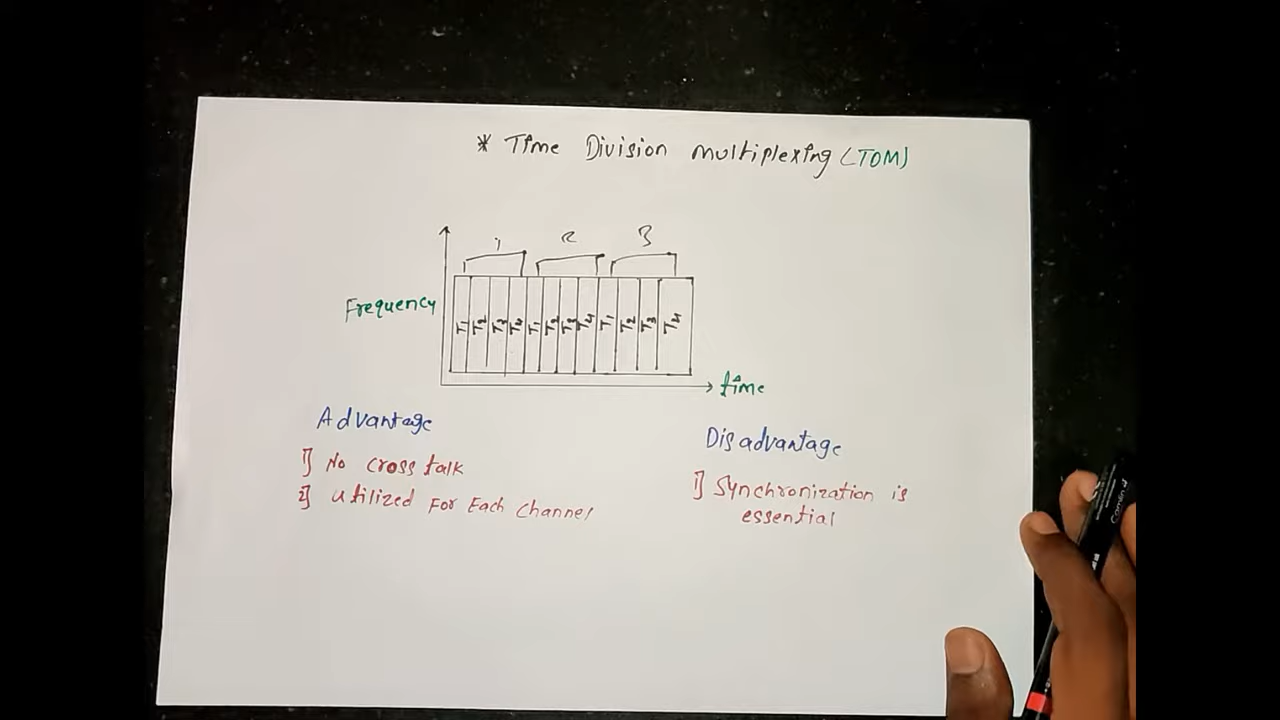 * Time Division multiplexing (TDM)
1 2 3
Frequency
T1 T2 T3 T4 T1 T2 T3 T4 T1 T2 T3 T4
time
Advantage
1] No cross talk
2] utilized For Each channel
Disadvantage
1] Synchronization is
essential
Camlin